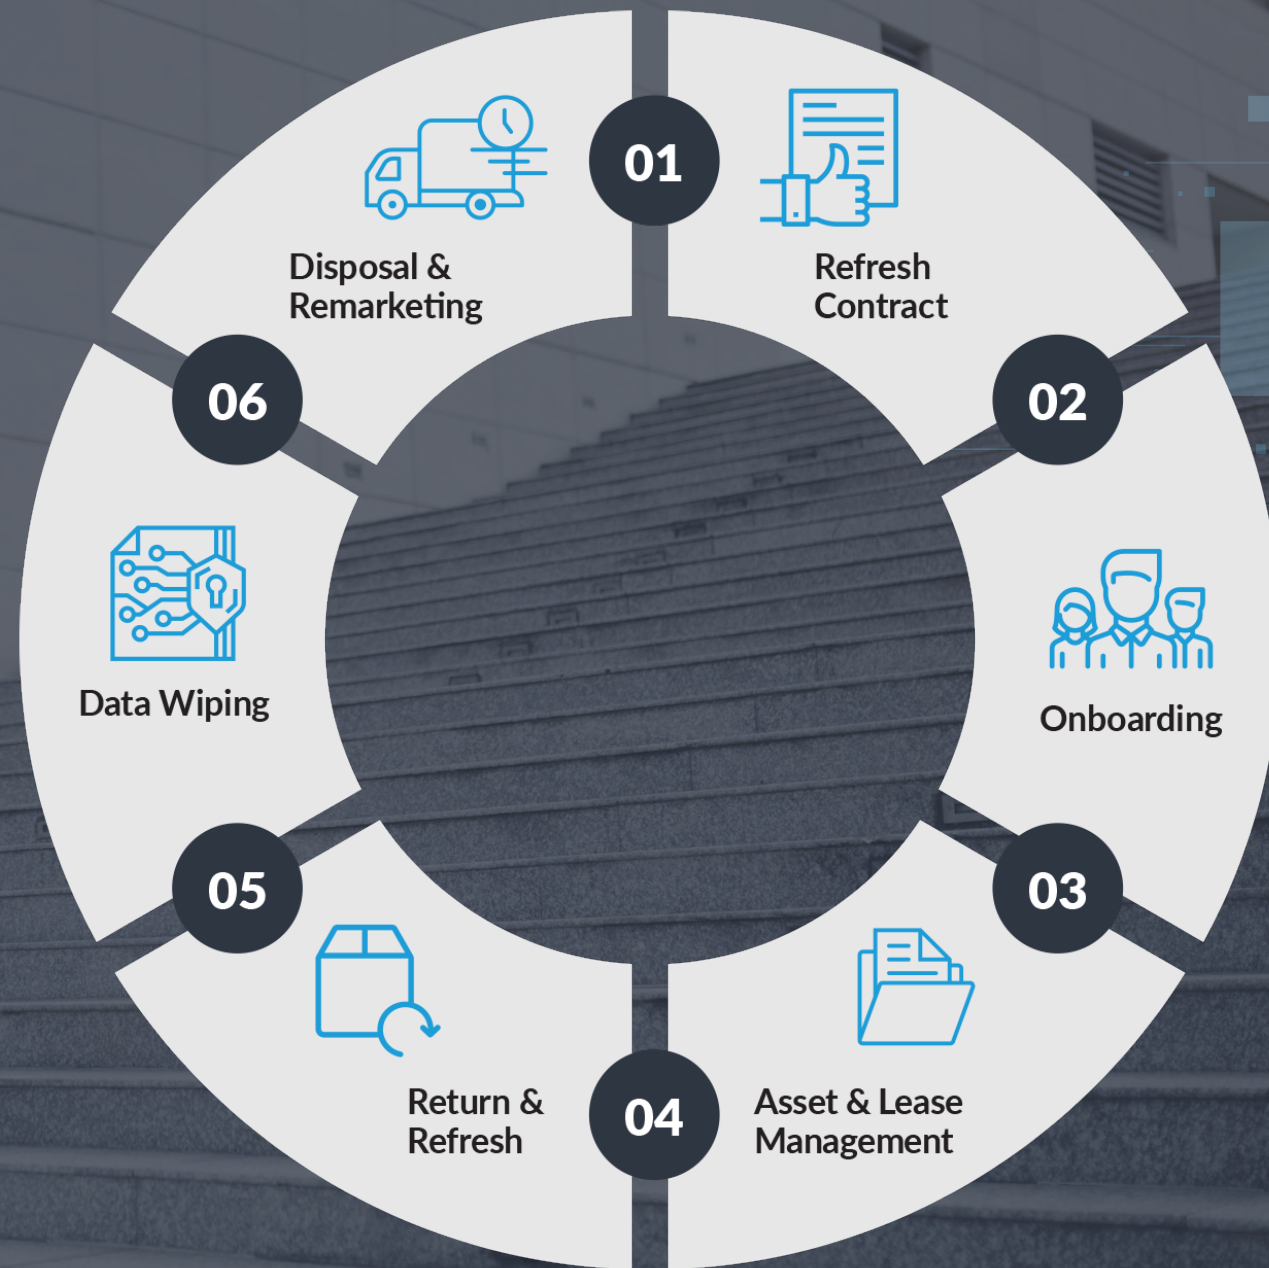 01
Refresh
Contract
02
Onboarding
03
Asset & Lease
Management
04
Return &
Refresh
05
Data Wiping
06
Disposal &
Remarketing